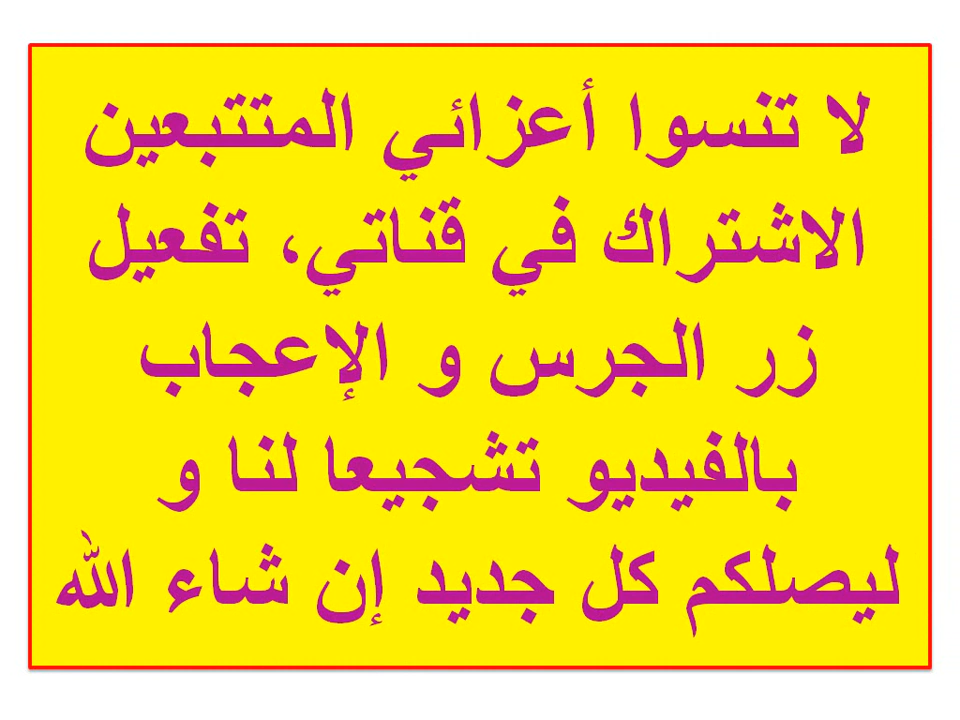 لا تنسوا أعزائي المتتبعين
الاشتراك في قناتي، تفعيل
زر الجرس و الإعجاب
بالفيديو تشجيعا لنا و
ليصلكم كل جديد إن شاء الله